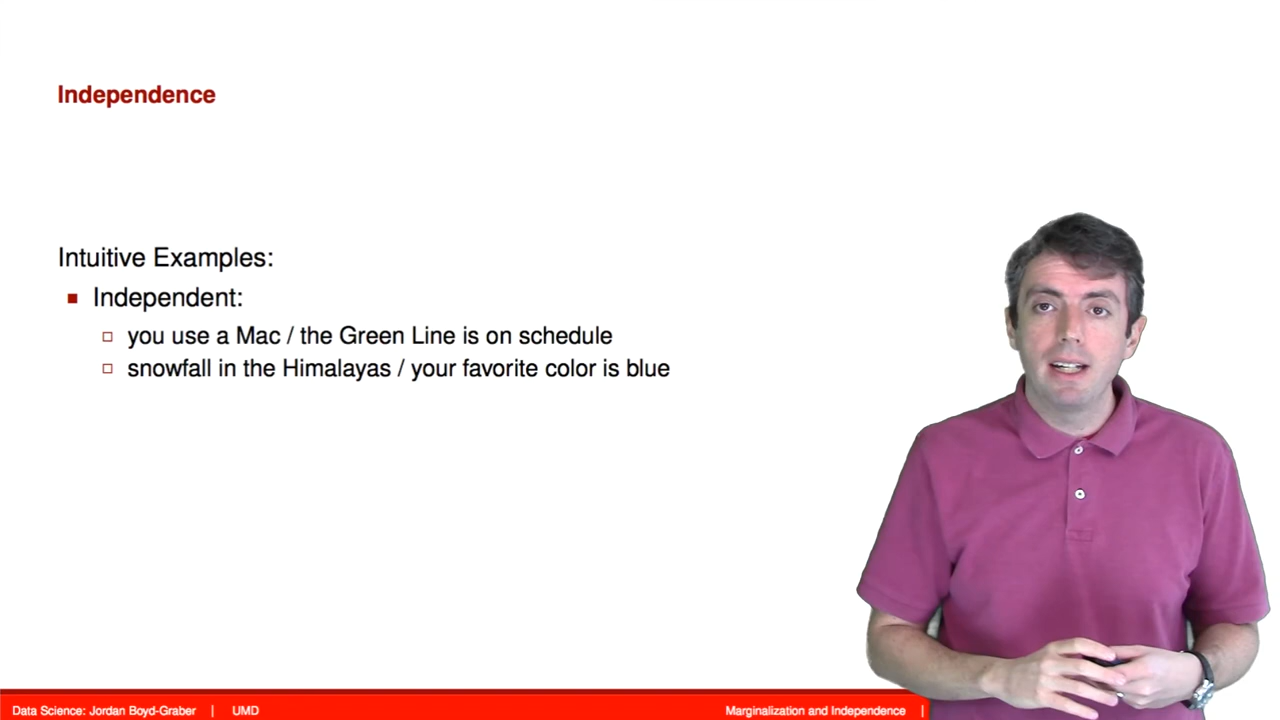 Independence
Intuitive Examples:
Independent:
you use a Mac / the Green Line is on schedule
snowfall in the Himalayas / your favorite color is blue
Data Science: Jordan Boyd-Graber | UMD Marginalization and Independence |